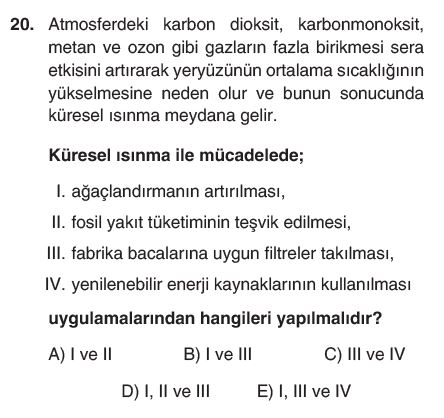 20. Atmosferdeki karbon dioksit, karbonmonoksit,
metan ve ozon gibi gazların fazla birikmesi sera
etkisini artırarak yeryüzünün ortalama sıcaklığının
yükselmesine neden olur ve bunun sonucunda
küresel ısınma meydana gelir.
Küresel ısınma ile mücadelede;
I. ağaçlandırmanın artırılması,
II. fosil yakıt tüketiminin teşvik edilmesi,
III. fabrika bacalarına uygun filtreler takılması,
IV. yenilenebilir enerji kaynaklarının kullanılması
uygulamalarından hangileri yapılmalıdır?
A) I ve II B) I ve III C) III ve IV
D) I, II ve III E) I, III ve IV